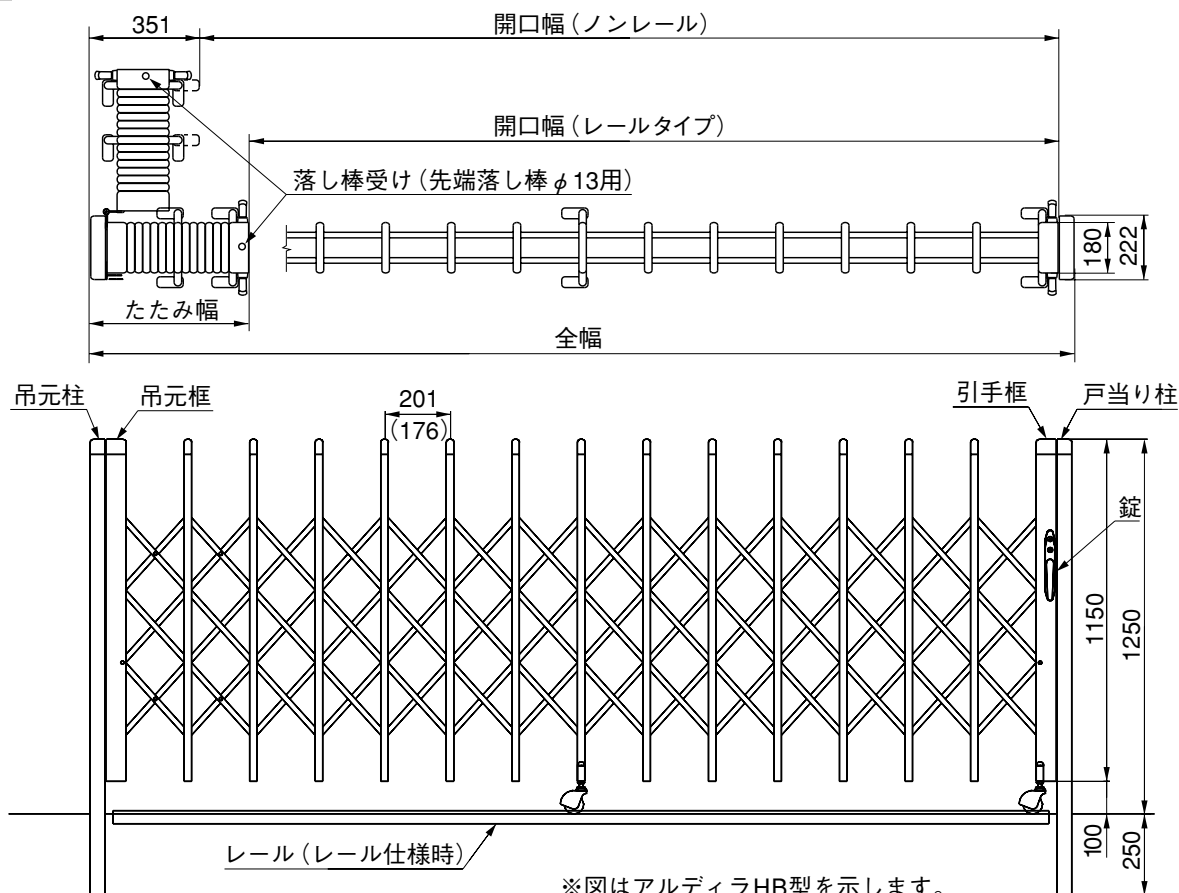 351
開口幅(ノンレール)
開口幅(レールタイプ)
落し棒受け(先端落し棒φ13用)
180
222
たたみ幅
全幅
吊元柱
吊元框
201
(176)
引手框
戸当り柱
錠
1150
1250
100
250
レール(レール仕様時)
※図はアルディラHB型を示します。